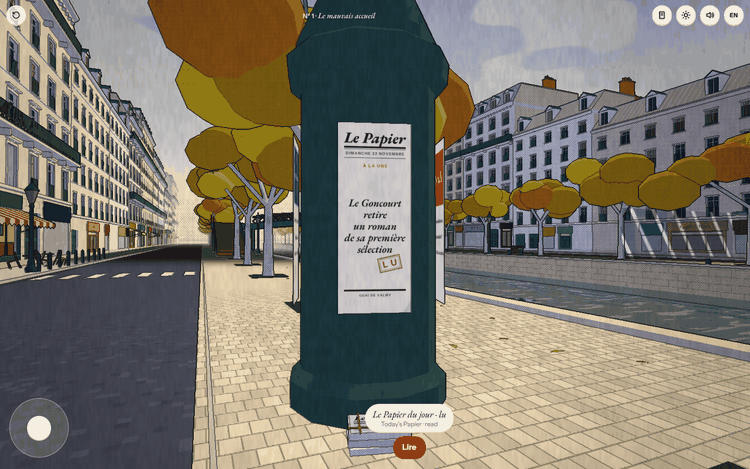 N°1 · Le mauvais accueil
EN
Le Papier
DIMANCHE 23 NOVEMBRE
À LA UNE
Le Goncourt
retire
un roman
de sa première
sélection
LU
QUAI DE VALMY
Le Papier du jour · lu
Today's Papier · read
Lire